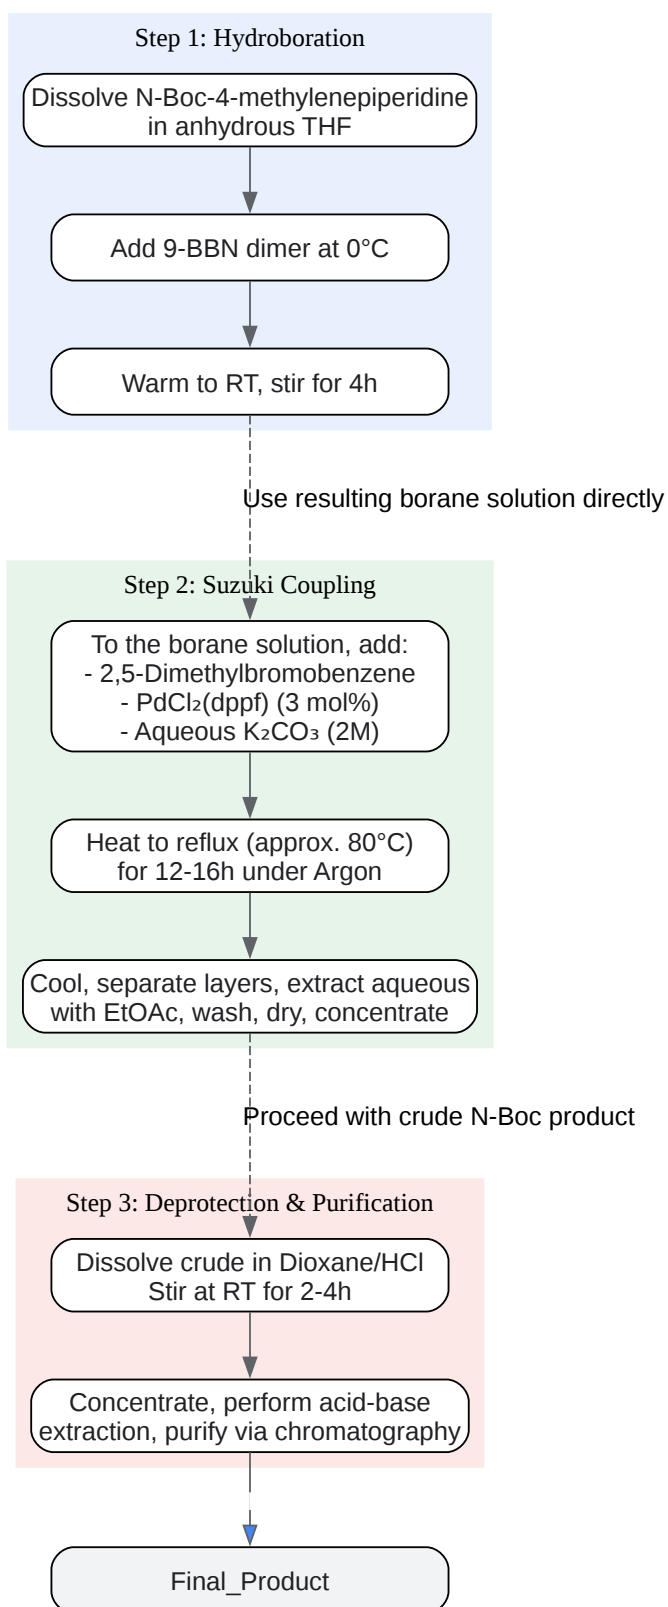 Step 1: Hydroboration
Dissolve N-Boc-4-methylenepiperidine
in anhydrous THF
Add 9-BBN dimer at 0°C
Warm to RT, stir for 4h
Use resulting borane solution directly
Step 2: Suzuki Coupling
To the borane solution, add:
- 2,5-Dimethylbromobenzene
- PdCl₂(dppf) (3 mol%)
- Aqueous K₂CO₃ (2M)
Heat to reflux (approx. 80°C)
for 12-16h under Argon
Cool, separate layers, extract aqueous
with EtOAc, wash, dry, concentrate
Proceed with crude N-Boc product
Step 3: Deprotection & Purification
Dissolve crude in Dioxane/HCl
Stir at RT for 2-4h
Concentrate, perform acid-base
extraction, purify via chromatography
Final_Product